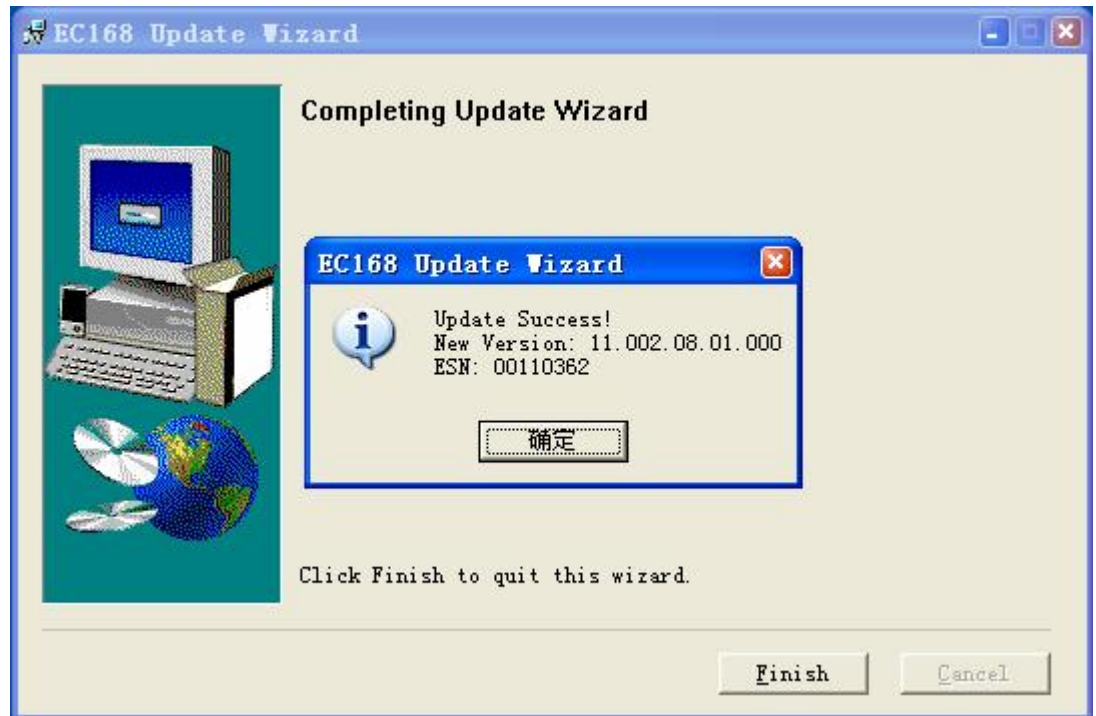 EC168 Update Wizard
Completing Update Wizard
EC168 Update Wizard
Update Success!
New Version: 11.002.08.01.000
ESN: 00110362
确定
Click Finish to quit this wizard.
Finish
Cancel